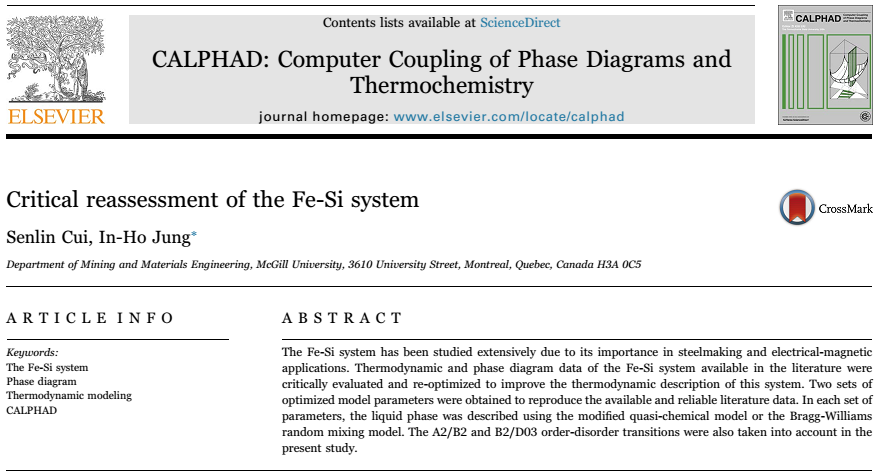 Contents lists available at ScienceDirect
CALPHAD: Computer Coupling of Phase Diagrams and
Thermochemistry
journal homepage: www.elsevier.com/locate/calphad
ELSEVIER
CALPHAD
Critical reassessment of the Fe-Si system
CrossMark
Senlin Cui, In-Ho Jung*
Department of Mining and Materials Engineering, McGill University, 3610 University Street, Montreal, Quebec, Canada H3A 0C5
ARTICLE INFO
Keywords:
The Fe-Si system
Phase diagram
Thermodynamic modeling
CALPHAD
ABSTRACT
The Fe-Si system has been studied extensively due to its importance in steelmaking and electrical-magnetic
applications. Thermodynamic and phase diagram data of the Fe-Si system available in the literature were
critically evaluated and re-optimized to improve the thermodynamic description of this system. Two sets of
optimized model parameters were obtained to reproduce the available and reliable literature data. In each set of
parameters, the liquid phase was described using the modified quasi-chemical model or the Bragg-Williams
random mixing model. The A2/B2 and B2/D03 order-disorder transitions were also taken into account in the
present study.